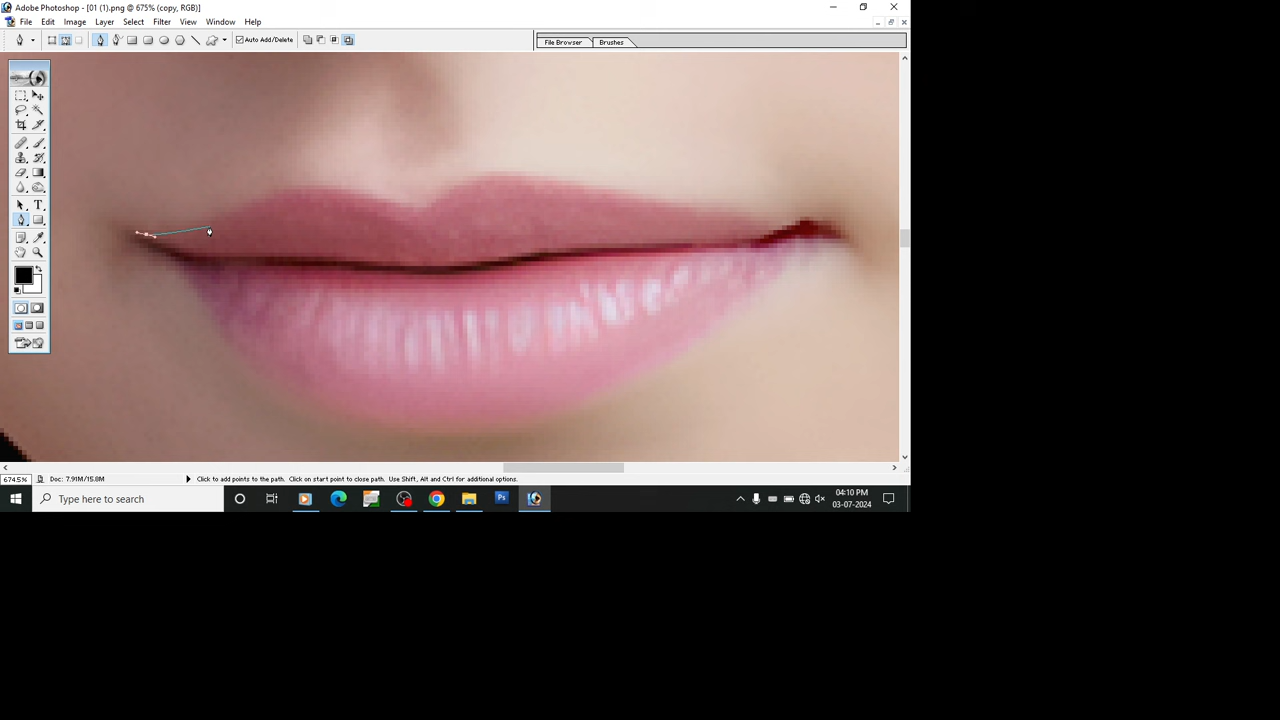 Adobe Photoshop - [01 (1).png @ 675% (copy, RGB)]
File Edit Image Layer Select Filter View Window Help
Auto Add/Delete
File Browser Brushes
T
674.5% Doc: 7.91M/15.8M Click to add points to the path. Click on start point to close path. Use Shift, Alt and Ctrl for additional options.
Type here to search
Ps
04:10 PM
03-07-2024